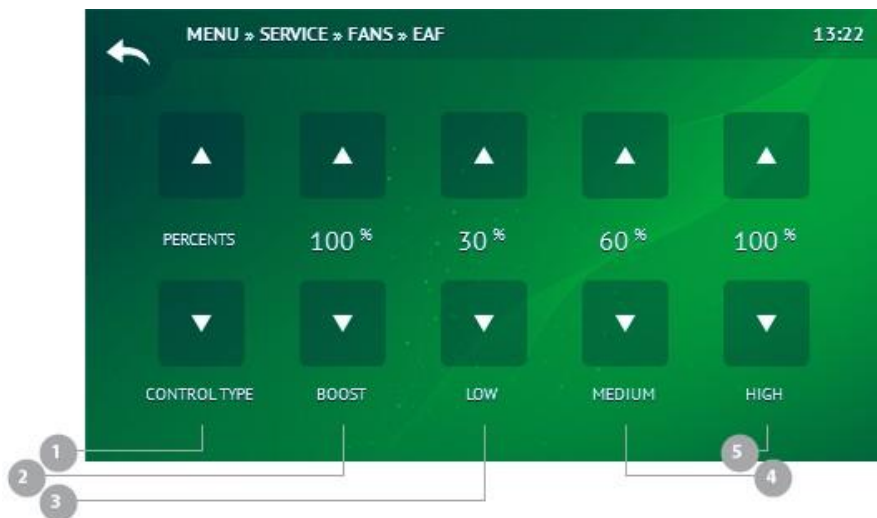 MENU » SERVICE » FANS » EAF 13:22
PERCENTS 100 % 30 % 60 % 100 %
CONTROL TYPE BOOST LOW MEDIUM HIGH
1 5
2 4
3